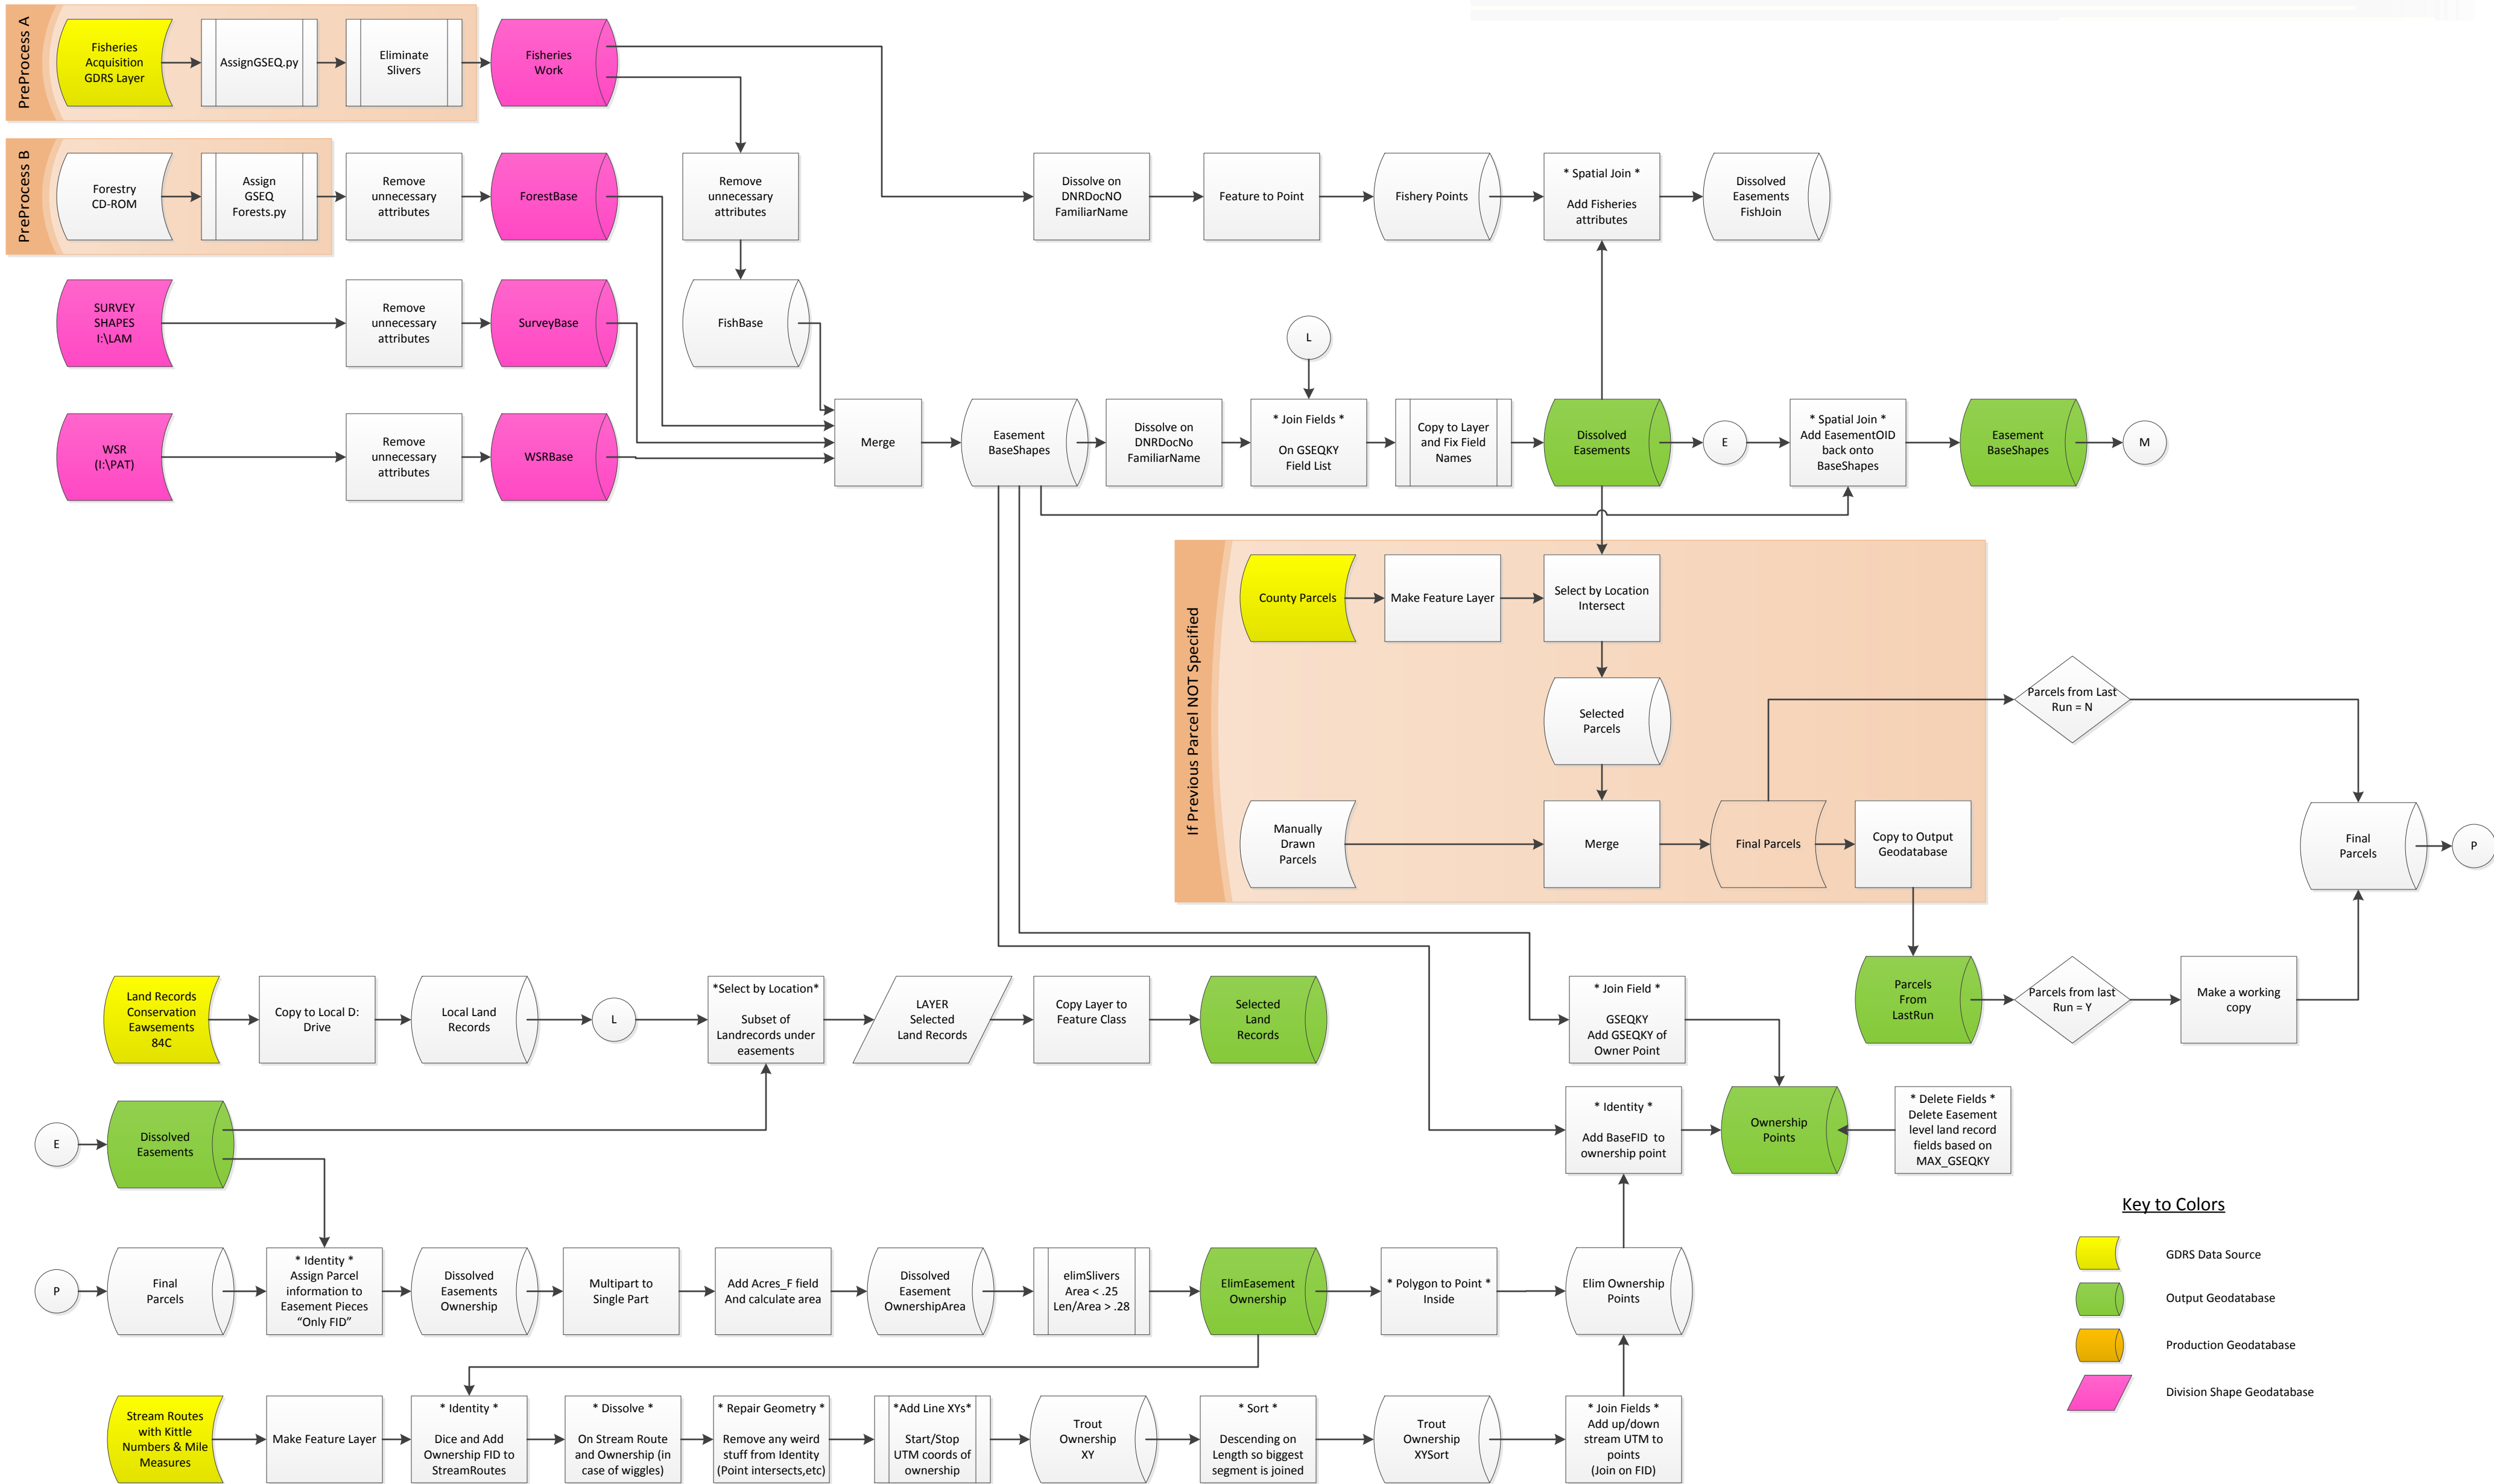 PreProcess A
Fisheries
Acquisition
GDRS Layer
AssignGSEQ.py
Eliminate
Slivers
Fisheries
Work
PreProcess B
Forestry
CD-ROM
Assign
GSEQ
Forests.py
Remove
unnecessary
attributes
ForestBase
Remove
unnecessary
attributes
Dissolve on
DNRDocNO
FamiliarName
Feature to Point
Fishery Points
* Spatial Join *
Add Fisheries
attributes
Dissolved
Easements
FishJoin
SURVEY
SHAPES
I:\LAM
Remove
unnecessary
attributes
SurveyBase
FishBase
L
WSR
(I:\PAT)
Remove
unnecessary
attributes
WSRBase
Merge
Easement
BaseShapes
Dissolve on
DNRDocNo
FamiliarName
* Join Fields *
On GSEQKY
Field List
Copy to Layer
and Fix Field
Names
Dissolved
Easements
E
* Spatial Join *
Add EasementOID
back onto
BaseShapes
Easement
BaseShapes
M
If Previous Parcel NOT Specified
County Parcels
Make Feature Layer
Select by Location
Intersect
Selected
Parcels
Parcels from Last
Run = N
Manually
Drawn
Parcels
Merge
Final Parcels
Copy to Output
Geodatabase
Final
Parcels
P
Land Records
Conservation
Eawsements
84C
Copy to Local D:
Drive
Local Land
Records
L
*Select by Location*
Subset of
Landrecords under
easements
LAYER
Selected
Land Records
Copy Layer to
Feature Class
Selected
Land
Records
* Join Field *
GSEQKY
Add GSEQKY of
Owner Point
Parcels
From
LastRun
Parcels from last
Run = Y
Make a working
copy
E
Dissolved
Easements
* Identity *
Add BaseFID to
ownership point
Ownership
Points
* Delete Fields *
Delete Easement
level land record
fields based on
MAX_GSEQKY
P
Final
Parcels
* Identity *
Assign Parcel
information to
Easement Pieces
“Only FID”
Dissolved
Easements
Ownership
Multipart to
Single Part
Add Acres_F field
And calculate area
Dissolved
Easement
OwnershipArea
elimSlivers
Area < .25
Len/Area > .28
ElimEasement
Ownership
* Polygon to Point *
Inside
Elim Ownership
Points
Stream Routes
with Kittle
Numbers & Mile
Measures
Make Feature Layer
* Identity *
Dice and Add
Ownership FID to
StreamRoutes
* Dissolve *
On Stream Route
and Ownership (in
case of wiggles)
* Repair Geometry *
Remove any weird
stuff from Identity
(Point intersects,etc)
*Add Line XYs*
Start/Stop
UTM coords of
ownership
Trout
Ownership
XY
* Sort *
Descending on
Length so biggest
segment is joined
Trout
Ownership
XYSort
* Join Fields *
Add up/down
stream UTM to
points
(Join on FID)
Key to Colors
GDRS Data Source
Output Geodatabase
Production Geodatabase
Division Shape Geodatabase